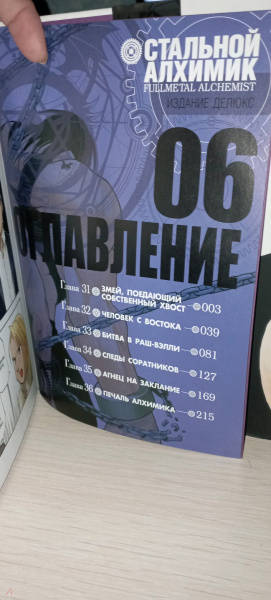 СТАЛЬНОЙ
АЛХИМИК
FULLMETAL ALCHEMIST
ИЗДАНИЕ ДЕЛЮКС
06
ОГЛАВЛЕНИЕ
Глава 31 ЗМЕЙ, ПОЕДАЮЩИЙ
СОБСТВЕННЫЙ ХВОСТ 003
Глава 32 ЧЕЛОВЕК С ВОСТОКА 039
Глава 33 БИТВА В РАШ-ВЭЛЛИ 081
Глава 34 СЛЕДЫ СОРАТНИКОВ 127
Глава 35 АГНЕЦ НА ЗАКЛАНИЕ 169
Глава 36 ПЕЧАЛЬ АЛХИМИКА 215